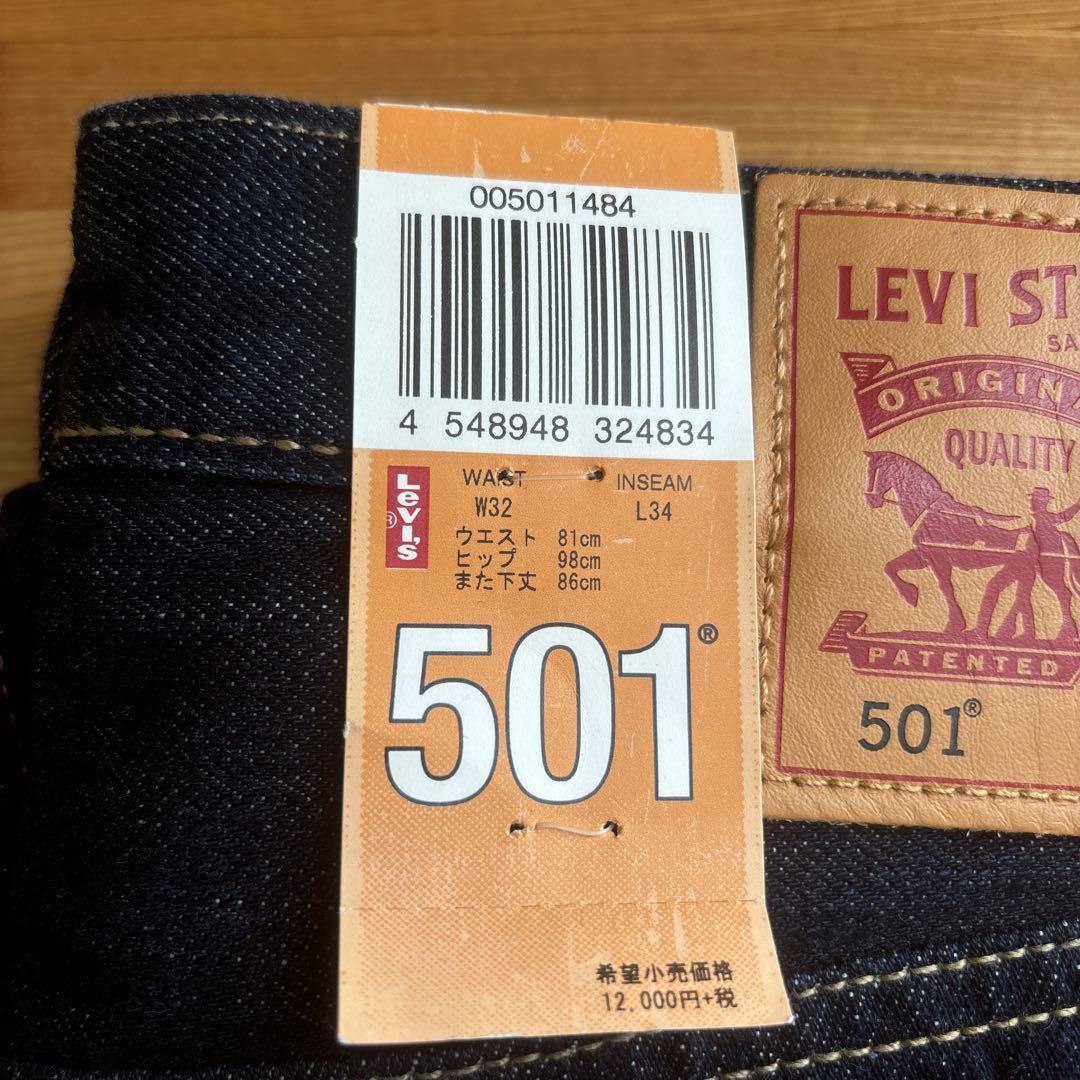 005011484
4 548948 324834
Levi's
®
WAIST INSEAM
W32 L34
ウエスト 81cm
ヒップ 98cm
また下丈 86cm
501®
希望小売価格
12,000円+税
LEVI ST
SA
ORIGINA
QUALITY
PATENTED
501®